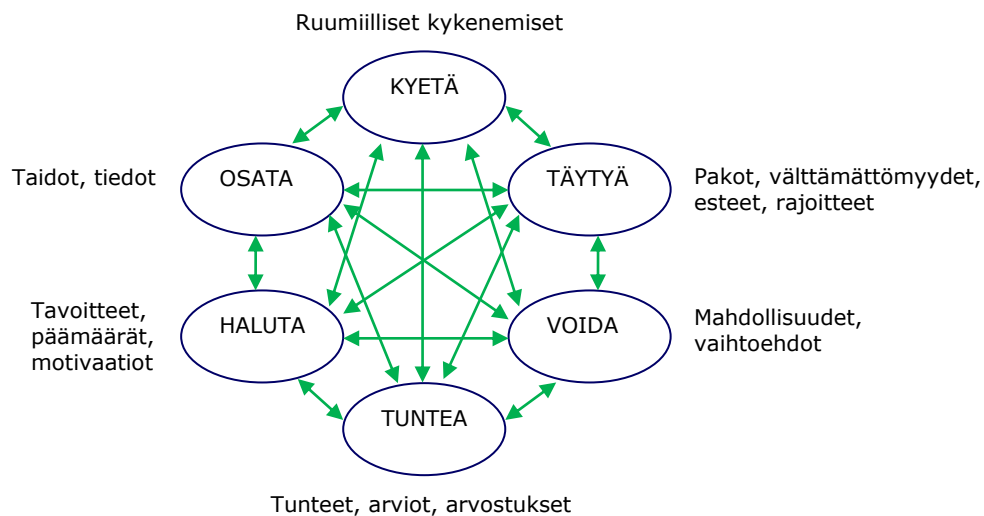 Ruumiilliset kykenemiset
KYETÄ
OSATA
TÄYTYÄ
Taidot, tiedot
Pakot, välttämättömyydet,
esteet, rajoitteet
HALUTA
VOIDA
Tavoitteet,
päämäärät,
motivaatiot
Mahdollisuudet,
vaihtoehdot
TUNTEA
Tunteet, arviot, arvostukset